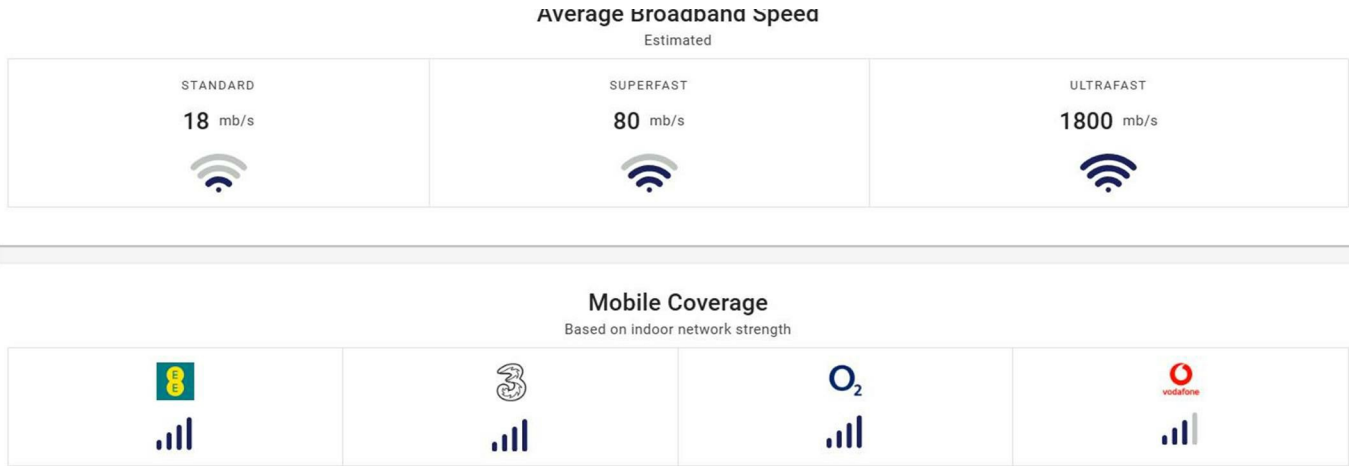 Average Broadband Speed
Estimated
STANDARD
SUPERFAST
ULTRAFAST
18 mb/s
80 mb/s
1800 mb/s
Mobile Coverage
Based on indoor network strength
EE
3
O2
vodafone